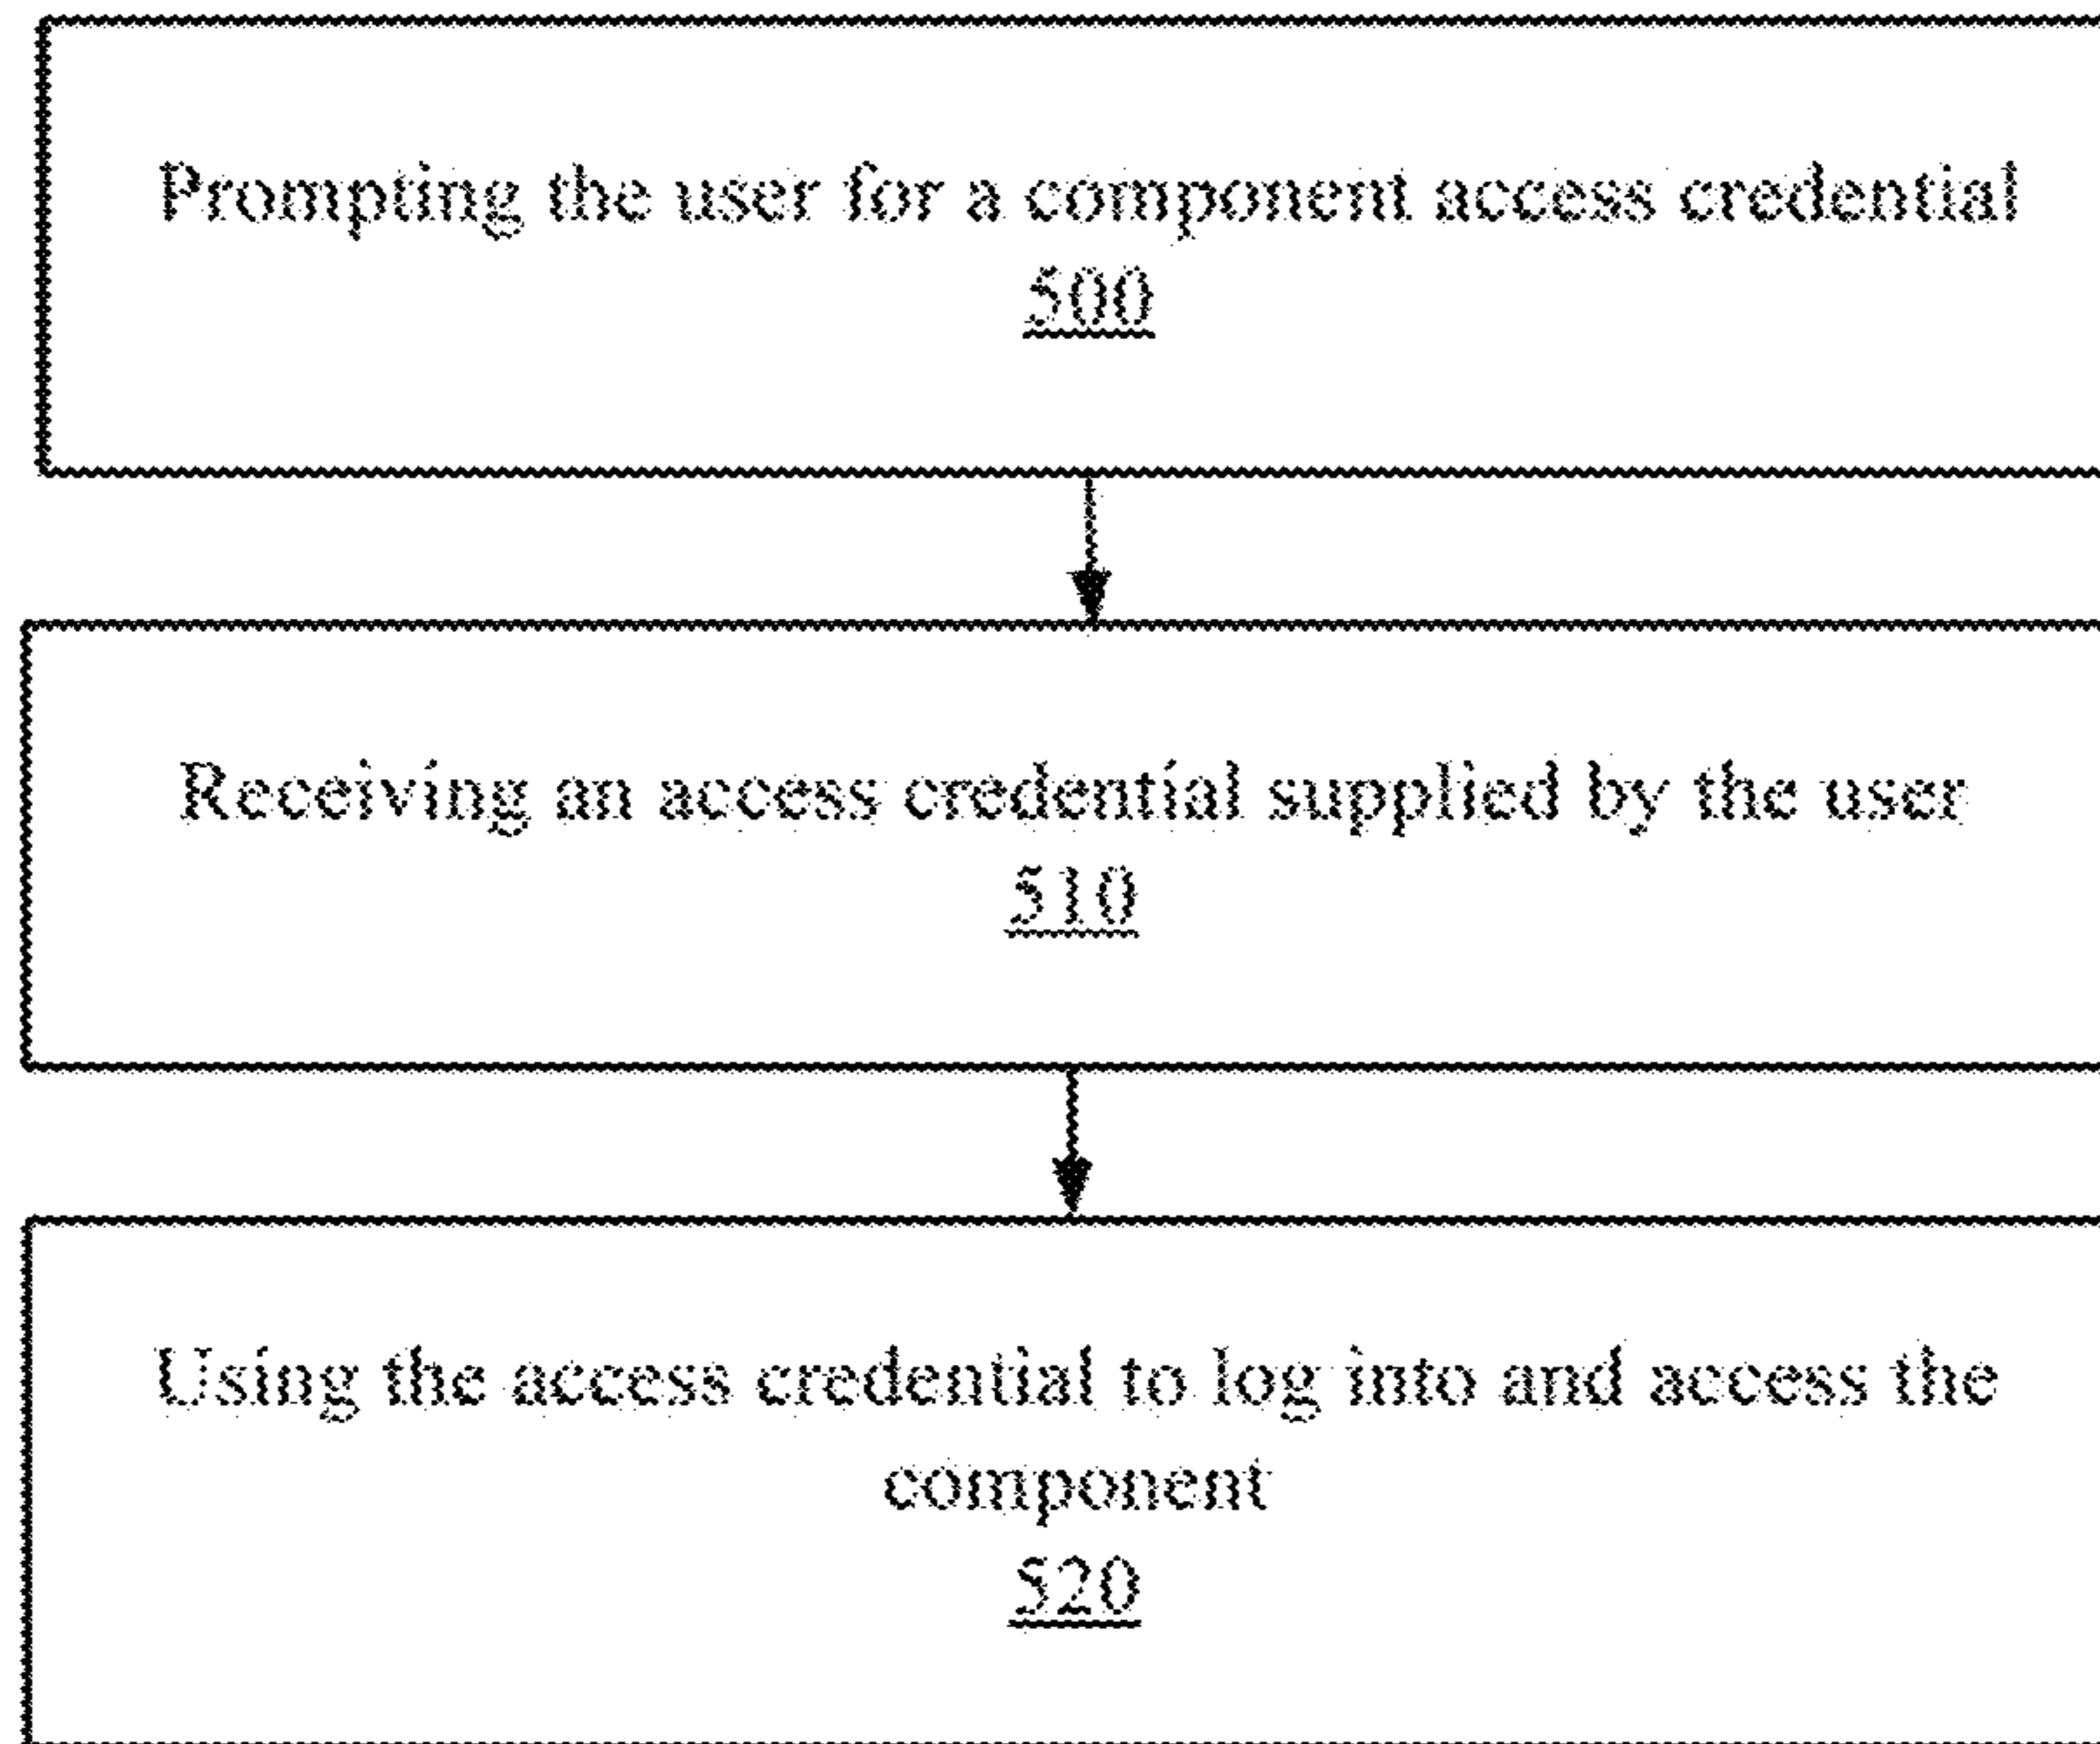 Prompting the user for a component access credential
500
Receiving an access credential supplied by the user
510
Using the access credential to log into and access the
component
520